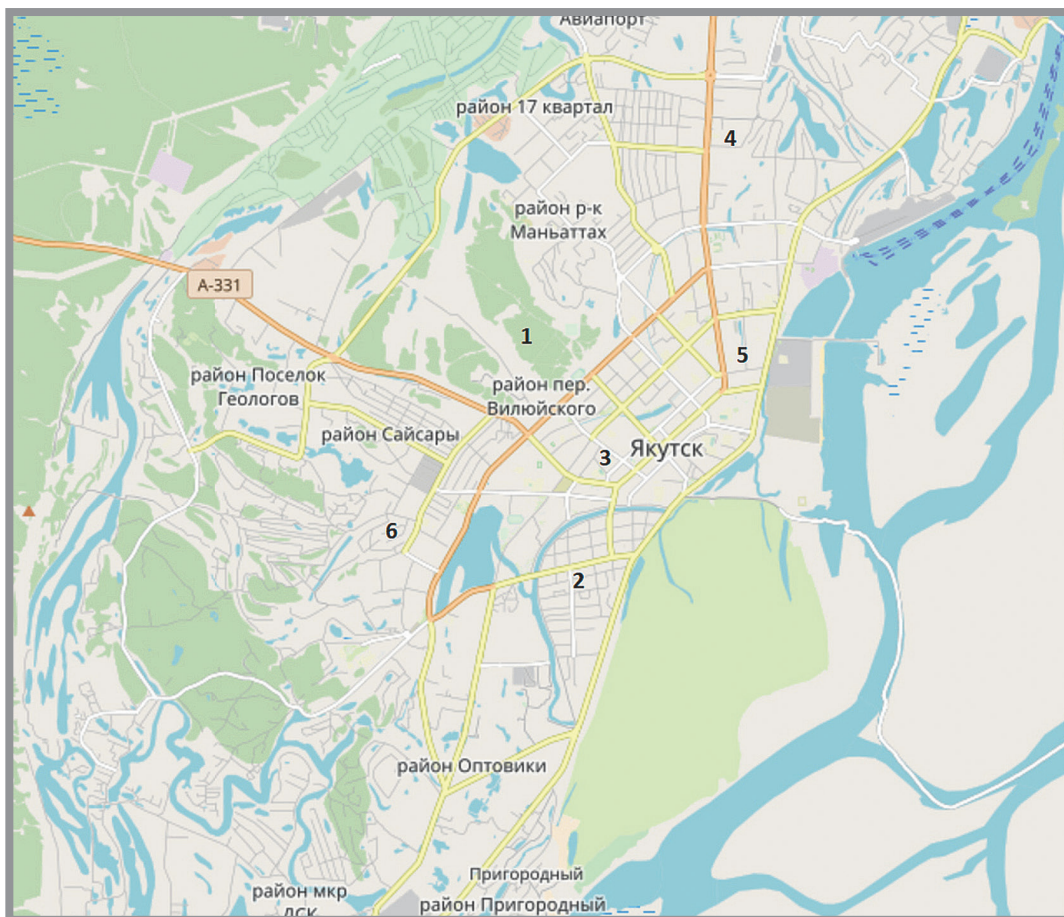 Авиапорт
район 17 квартал
4
район р-к
Маньаттах
А-331
1
5
район Поселок
Геологов
район пер.
Вилюйского
район Сайсары
3
Якутск
6
2
район Оптовики
Пригородный
район мкр
ДСК
район Пригородный